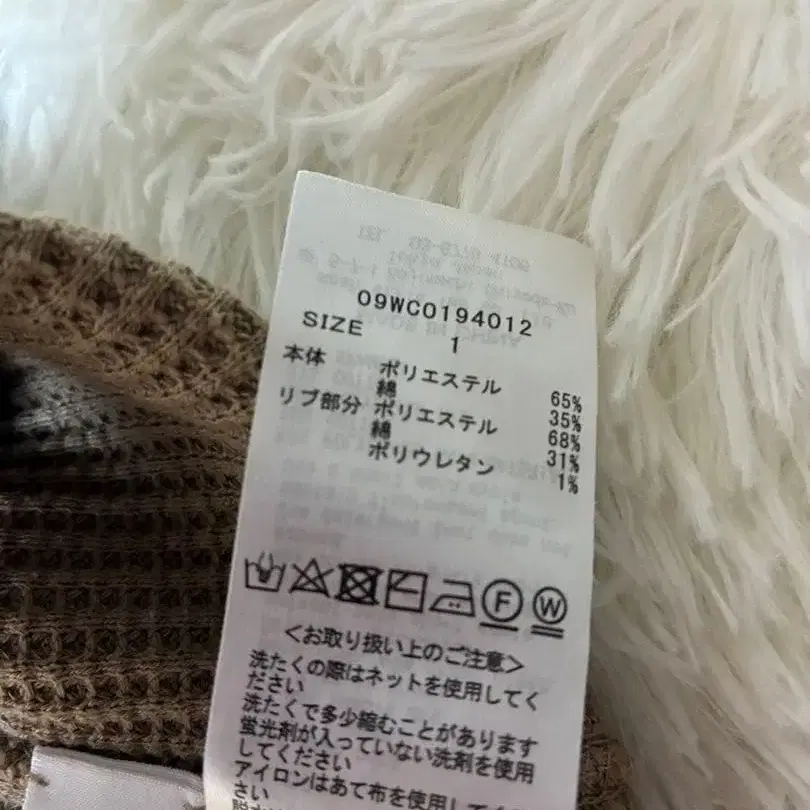 09WC0194012
SIZE 1
本体 ポリエステル 65%
綿 35%
リブ部分 ポリエステル 68%
綿 31%
ポリウレタン 1%
F W
<お取り扱い上のご注意>
洗たくの際はネットを使用してく
ださい
洗たくで多少縮むことがあります
蛍光剤が入っていない洗剤を使用
してください
アイロンはあて布を使用してくだ
さい